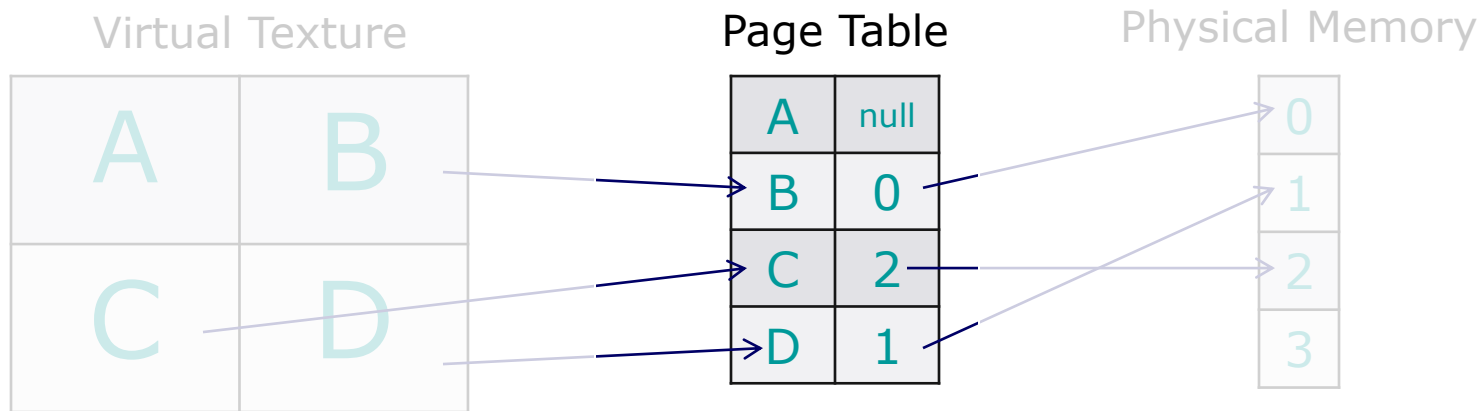 Virtual Texture
A B
C D
Page Table
A null
B 0
C 2
D 1
Physical Memory
0
1
2
3